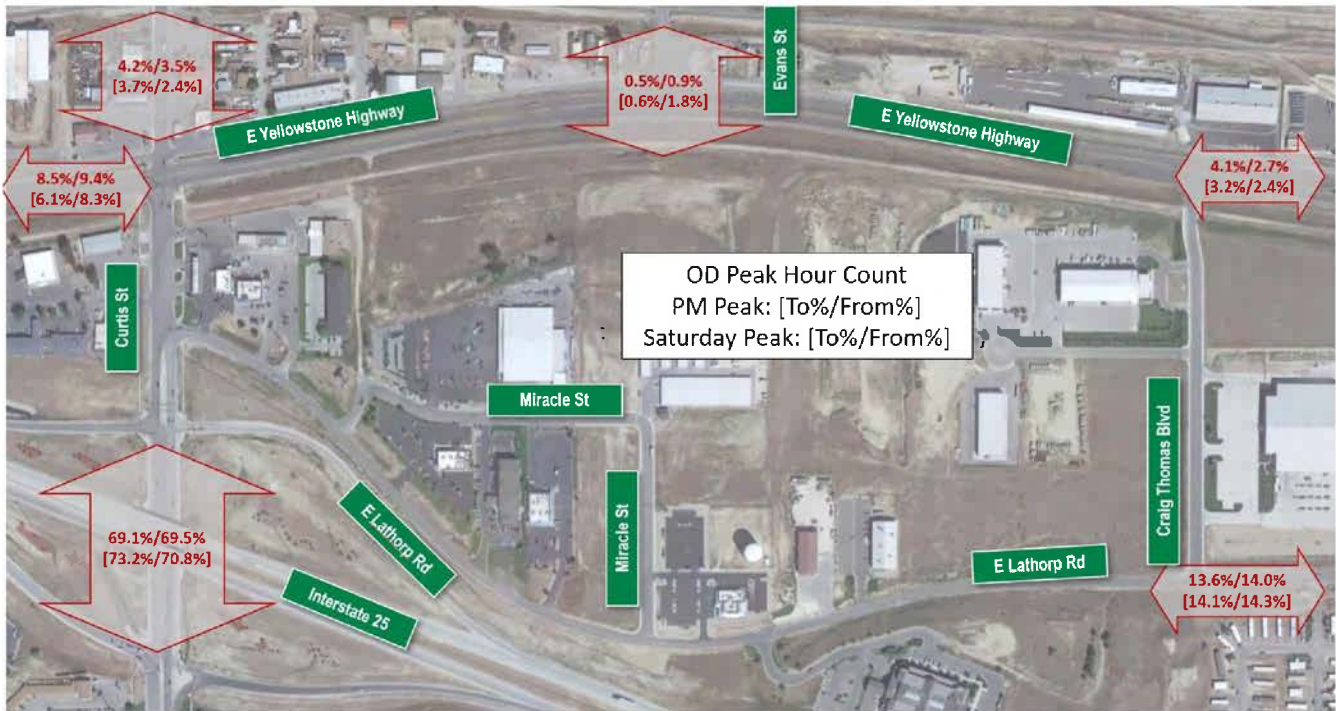 4.2%/3.5%
[3.7%/2.4%]
E Yellowstone Highway
0.5%/0.9%
[0.6%/1.8%]
Evans St
E Yellowstone Highway
8.5%/9.4%
[6.1%/8.3%]
4.1%/2.7%
[3.2%/2.4%]
Curtis St
OD Peak Hour Count
PM Peak: [To%/From%]
Saturday Peak: [To%/From%]
Miracle St
Miracle St
Craig Thomas Blvd
69.1%/69.5%
[73.2%/70.8%]
E Lathorp Rd
Interstate 25
E Lathorp Rd
13.6%/14.0%
[14.1%/14.3%]